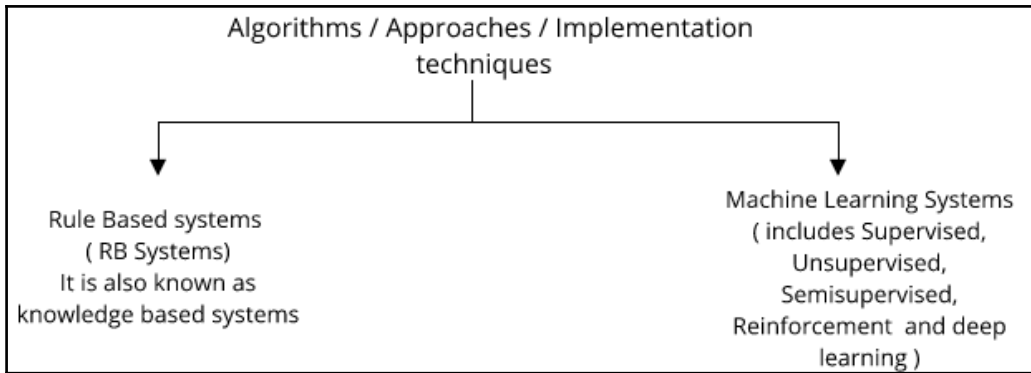 Algorithms / Approaches / Implementation
techniques
Rule Based systems
( RB Systems)
It is also known as
knowledge based systems
Machine Learning Systems
( includes Supervised,
Unsupervised,
Semisupervised,
Reinforcement and deep
learning )